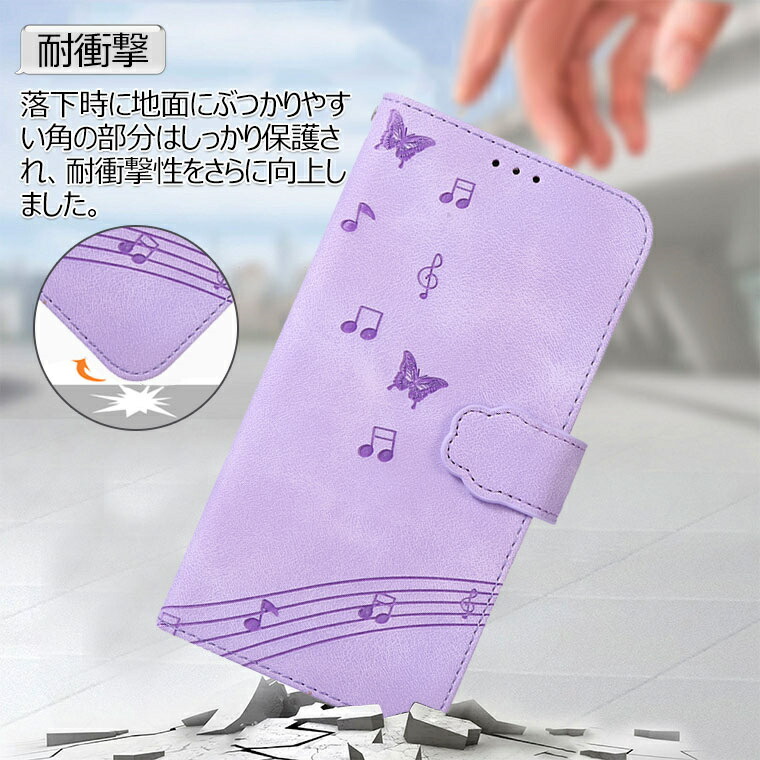 耐衝撃
落下時に地面にぶつかりやす
い角の部分はしっかり保護さ
れ、耐衝撃性をさらに向上し
ました。